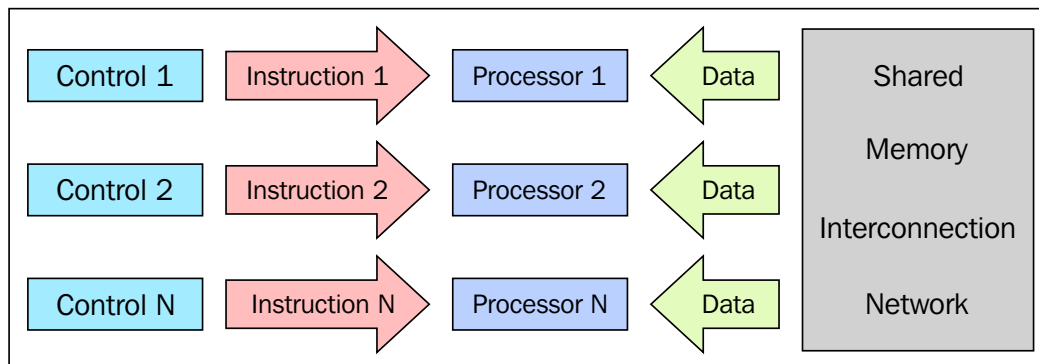 Control 1
Instruction 1
Processor 1
Data
Control 2
Instruction 2
Processor 2
Data
Control N
Instruction N
Processor N
Data
Shared
Memory
Interconnection
Network